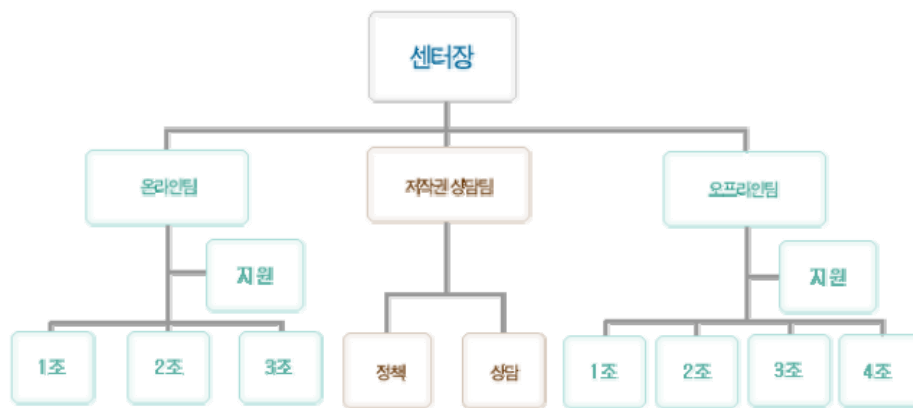 센터장
온라인팀
저작권 상담팀
오프라인팀
지원
지원
1조
2조
3조
정책
상담
1조
2조
3조
4조